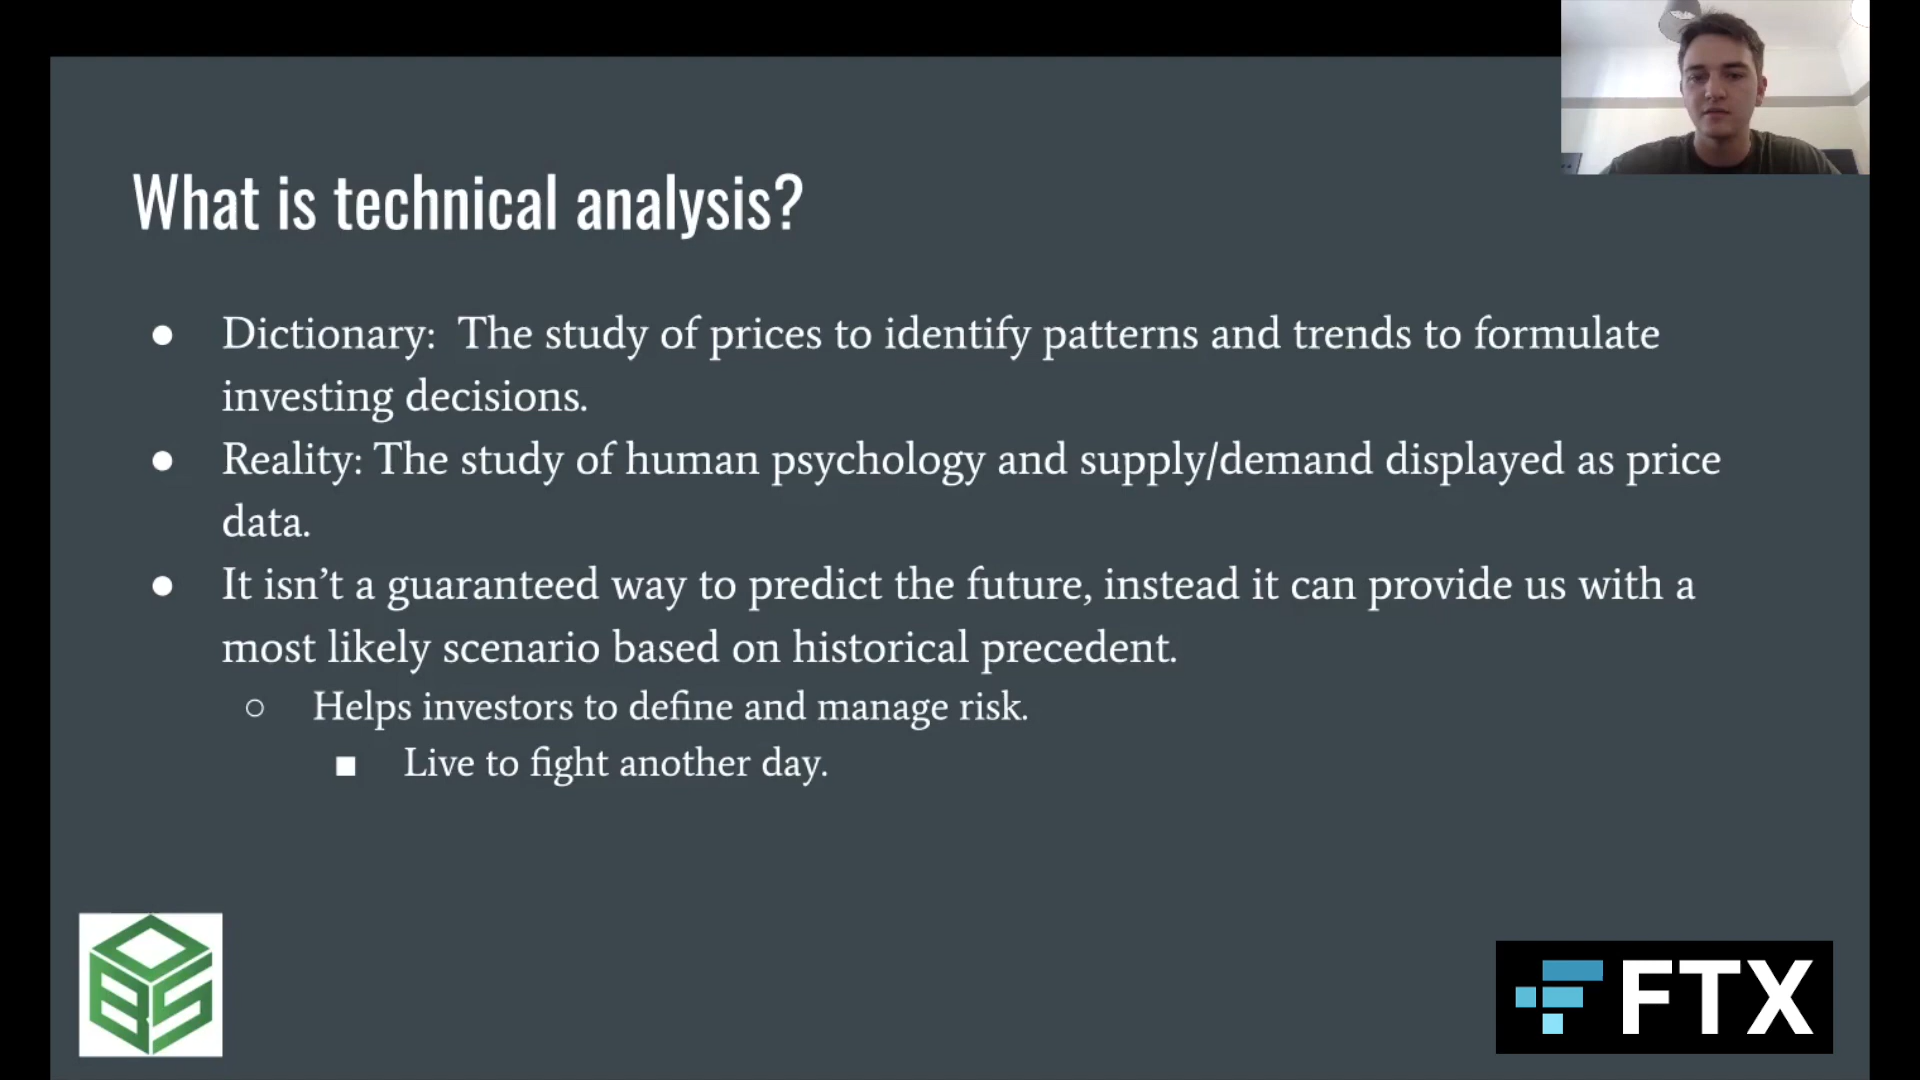 What is technical analysis?
● Dictionary:  The study of prices to identify patterns and trends to formulate
investing decisions.
● Reality: The study of human psychology and supply/demand displayed as price
data.
● It isn’t a guaranteed way to predict the future, instead it can provide us with a
most likely scenario based on historical precedent.
○ Helps investors to define and manage risk.
■ Live to fight another day.
OBS
FTX